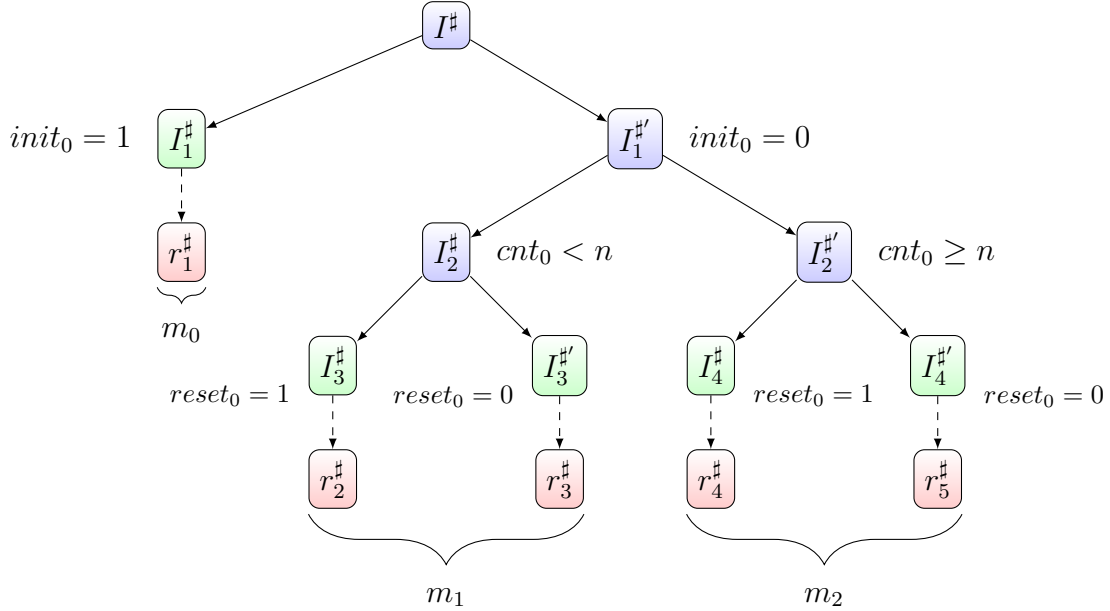 I♯
init₀ = 1 I₁♯ I₁♯′ init₀ = 0
r₁♯ I₂♯ cnt₀ < n I₂♯′ cnt₀ ≥ n
m₀
I₃♯ I₃♯′ I₄♯ I₄♯′
reset₀ = 1 reset₀ = 0 reset₀ = 1 reset₀ = 0
r₂♯ r₃♯ r₄♯ r₅♯
m₁ m₂